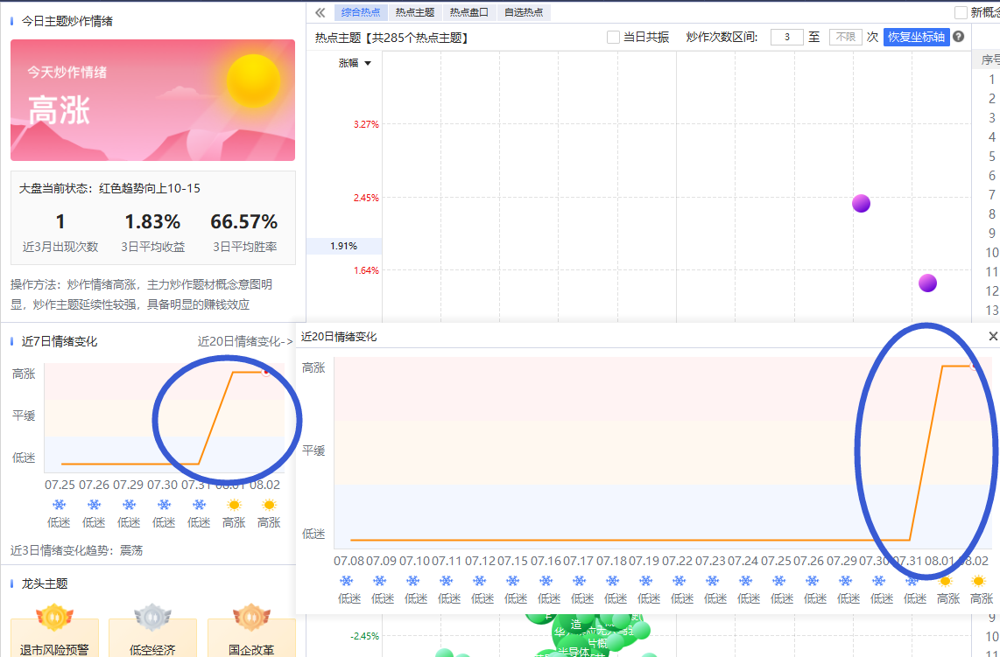 今日主题炒作情绪
今天炒作情绪
高涨
大盘当前状态：红色趋势向上10-15
1 1.83% 66.57%
近3月出现次数 3日平均收益 3日平均胜率
操作方法：炒作情绪高涨，主力炒作题材概念意图明
显，炒作主题延续性较强，具备明显的赚钱效应
近7日情绪变化 近20日情绪变化->
高涨
平缓
低迷
07.25 07.26 07.29 07.30 07.31 08.01 08.02
低迷 低迷 低迷 低迷 低迷 高涨 高涨
近3日情绪变化趋势：震荡
龙头主题
退市风险预警 低空经济 国企改革
综合热点 热点主题 热点盘口 自选热点
新概念
热点主题【共285个热点主题】
当日共振 炒作次数区间: 3 至 不限 次 恢复坐标轴 ?
涨幅
3.27%
2.45%
1.91%
1.64%
序号
1
2
3
4
5
6
7
8
9
10
11
12
13
近20日情绪变化
高涨
平缓
低迷
07.08 07.09 07.10 07.11 07.12 07.15 07.16 07.17 07.18 07.19 07.22 07.23 07.24 07.25 07.26 07.29 07.30 07.31 08.01 08.02
低迷 低迷 低迷 低迷 低迷 低迷 低迷 低迷 低迷 低迷 低迷 低迷 低迷 低迷 低迷 低迷 低迷 低迷 高涨 高涨
-2.45%
造
华
片概
半导体
9
10